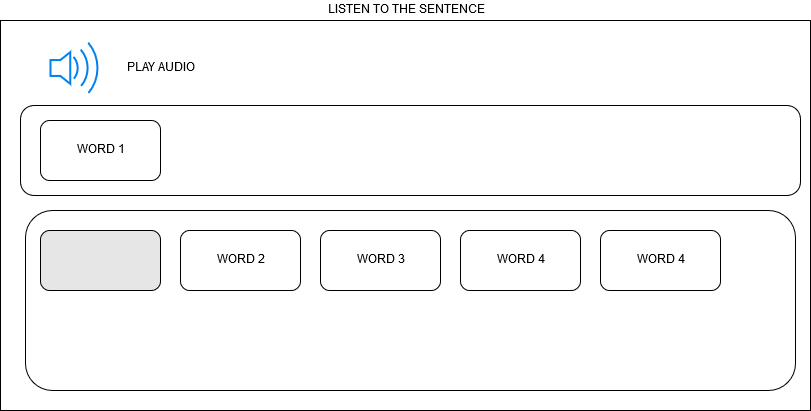 LISTEN TO THE SENTENCE
PLAY AUDIO
WORD 1
WORD 2 WORD 3 WORD 4 WORD 4